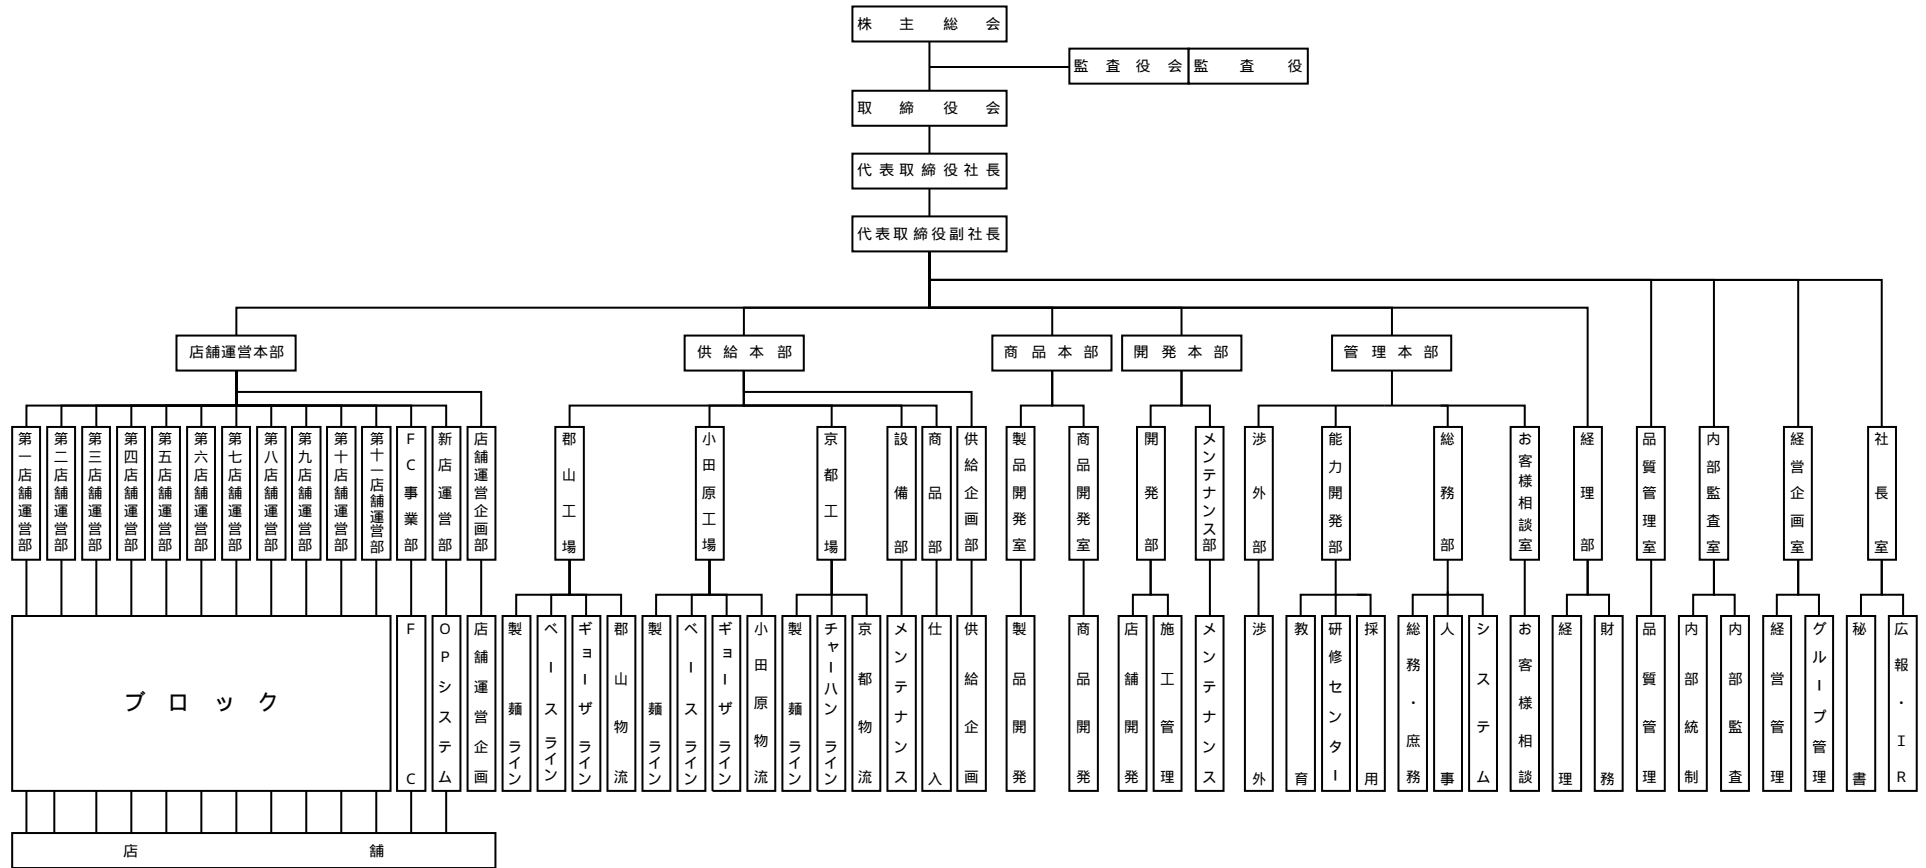 株主総会
監査役会
監査役
取締役会
代表取締役社長
代表取締役副社長
店舗運営本部
供給本部
商品本部
開発本部
管理本部
第一店舗運営部
第二店舗運営部
第三店舗運営部
第四店舗運営部
第五店舗運営部
第六店舗運営部
第七店舗運営部
第八店舗運営部
第九店舗運営部
第十店舗運営部
第十一店舗運営部
ＦＣ事業部
新店運営部
店舗運営企画部
郡山工場
小田原工場
京都工場
設備部
商品部
供給企画部
製品開発室
商品開発室
開発部
メンテナンス部
渉外部
能力開発部
総務部
お客様相談室
経理部
品質管理室
内部監査室
経営企画室
社長室
ブロック
ＦＣ
ＯＰシステム
店舗運営企画
製麺ライン
ベースライン
ギョーザライン
郡山物流
製麺ライン
ベースライン
ギョーザライン
小田原物流
製麺ライン
チャーハンライン
京都物流
メンテナンス
仕入
供給企画
製品開発
商品開発
店舗開発
施工管理
メンテナンス
渉外
教育
研修センター
採用
総務・庶務
人事
システム
お客様相談
経理
財務
品質管理
内部統制
内部監査
経営管理
グループ管理
秘書
広報・ＩＲ
店舗